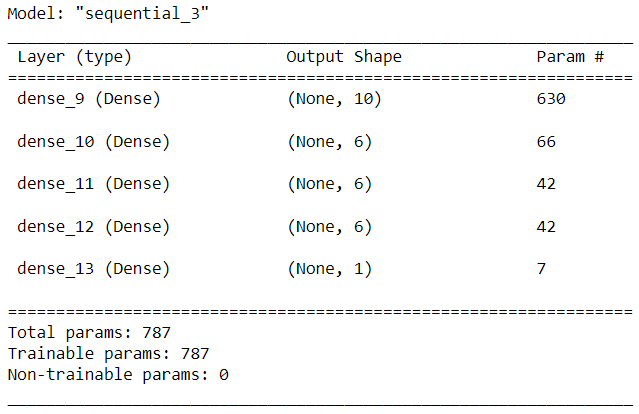 Model: "sequential_3"
_________________________________________________________________
Layer (type) Output Shape Param #
=================================================================
dense_9 (Dense) (None, 10) 630
dense_10 (Dense) (None, 6) 66
dense_11 (Dense) (None, 6) 42
dense_12 (Dense) (None, 6) 42
dense_13 (Dense) (None, 1) 7
=================================================================
Total params: 787
Trainable params: 787
Non-trainable params: 0
_________________________________________________________________